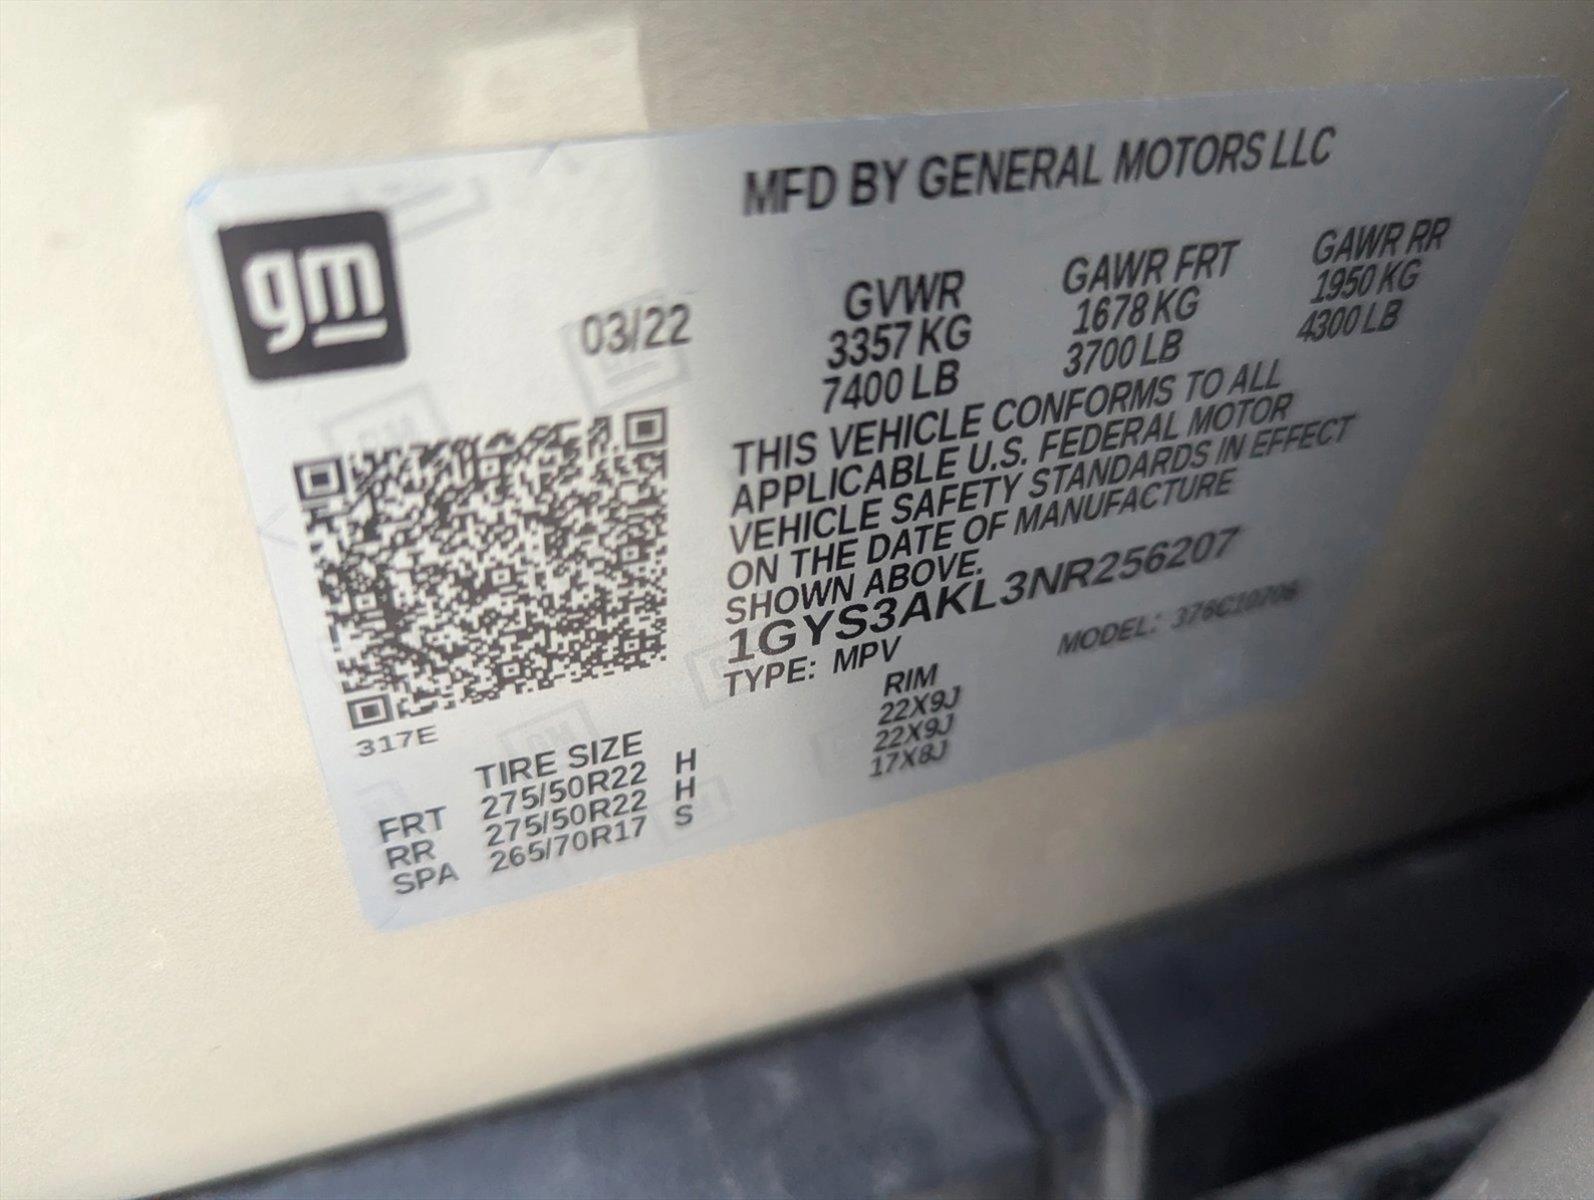 gm
MFD BY GENERAL MOTORS LLC
03/22
GVWR GAWR FRT GAWR RR
3357 KG 1678 KG 1950 KG
7400 LB 3700 LB 4300 LB
THIS VEHICLE CONFORMS TO ALL
APPLICABLE U.S. FEDERAL MOTOR
VEHICLE SAFETY STANDARDS IN EFFECT
ON THE DATE OF MANUFACTURE
SHOWN ABOVE.
1GYS3AKL3NR256207
TYPE: MPV MODEL:
317E
TIRE SIZE RIM
FRT 275/50R22 H 22X9J
RR 275/50R22 H 22X9J
SPA 265/70R17 S 17X8J